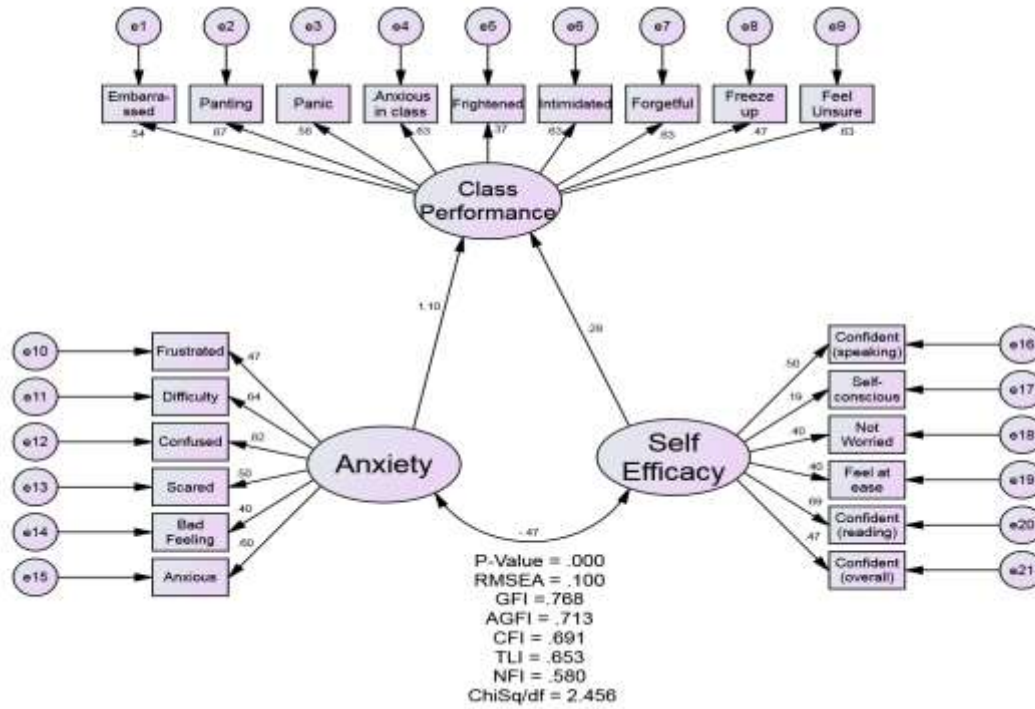 e1 e2 e3 e4 e5 e6 e7 e8 e9
Embarra-
ssed
Panting
Panic
Anxious
in class
Frightened
Intimidated
Forgetful
Freeze
up
Feel
Unsure
.54 .67 .56 .63 .37 .63 .63 .47 .63
Class
Performance
1.10
.28
e10 Frustrated .47
e11 Difficulty .64
e12 Confused .62
e13 Scared .50
e14 Bad
Feeling .40
e15 Anxious .60
Anxiety
Self
Efficacy
.50 Confident
(speaking) e16
.19 Self-
conscious e17
.40 Not
Worried e18
.40 Feel at
ease e19
.69 Confident
(reading) e20
.47 Confident
(overall) e21
-.47
P-Value = .000
RMSEA = .100
GFI =.768
AGFI = .713
CFI = .691
TLI = .653
NFI = .580
ChiSq/df = 2.456